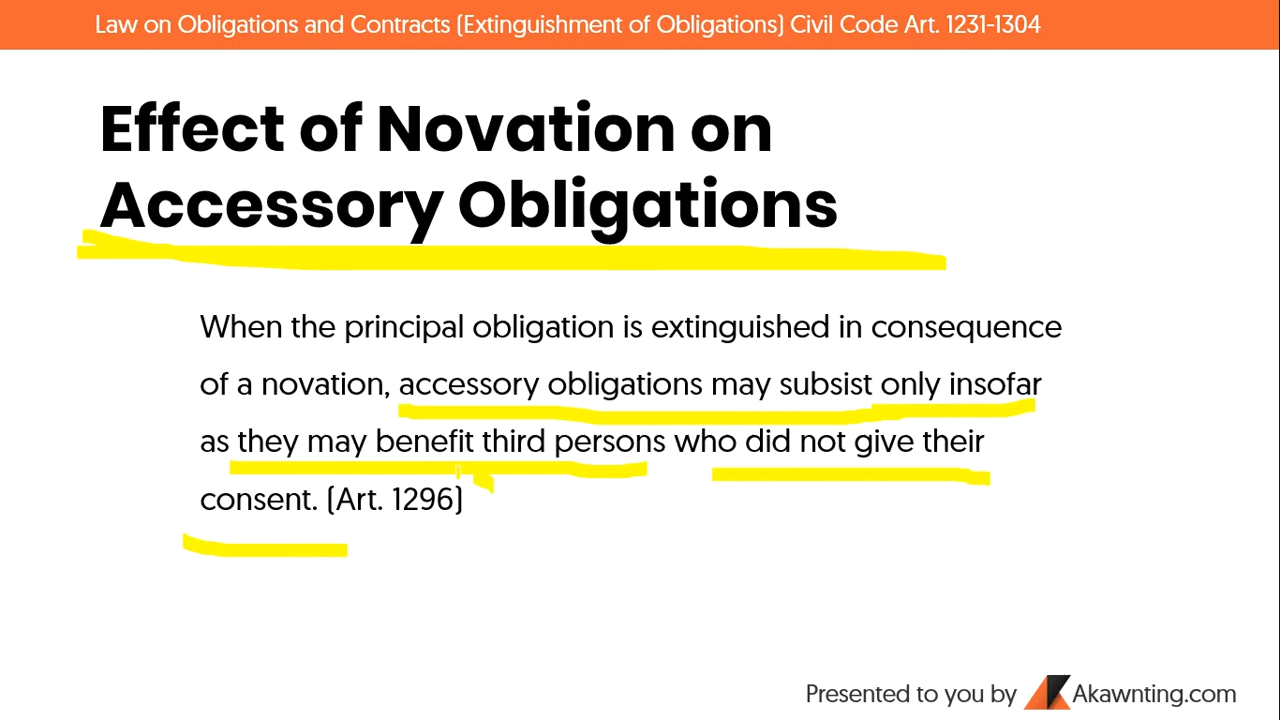 Law on Obligations and Contracts (Extinguishment of Obligations) Civil Code Art. 1231-1304
Effect of Novation on
Accessory Obligations
When the principal obligation is extinguished in consequence
of a novation, accessory obligations may subsist only insofar
as they may benefit third persons who did not give their
consent. (Art. 1296)
Presented to you by Akawnting.com